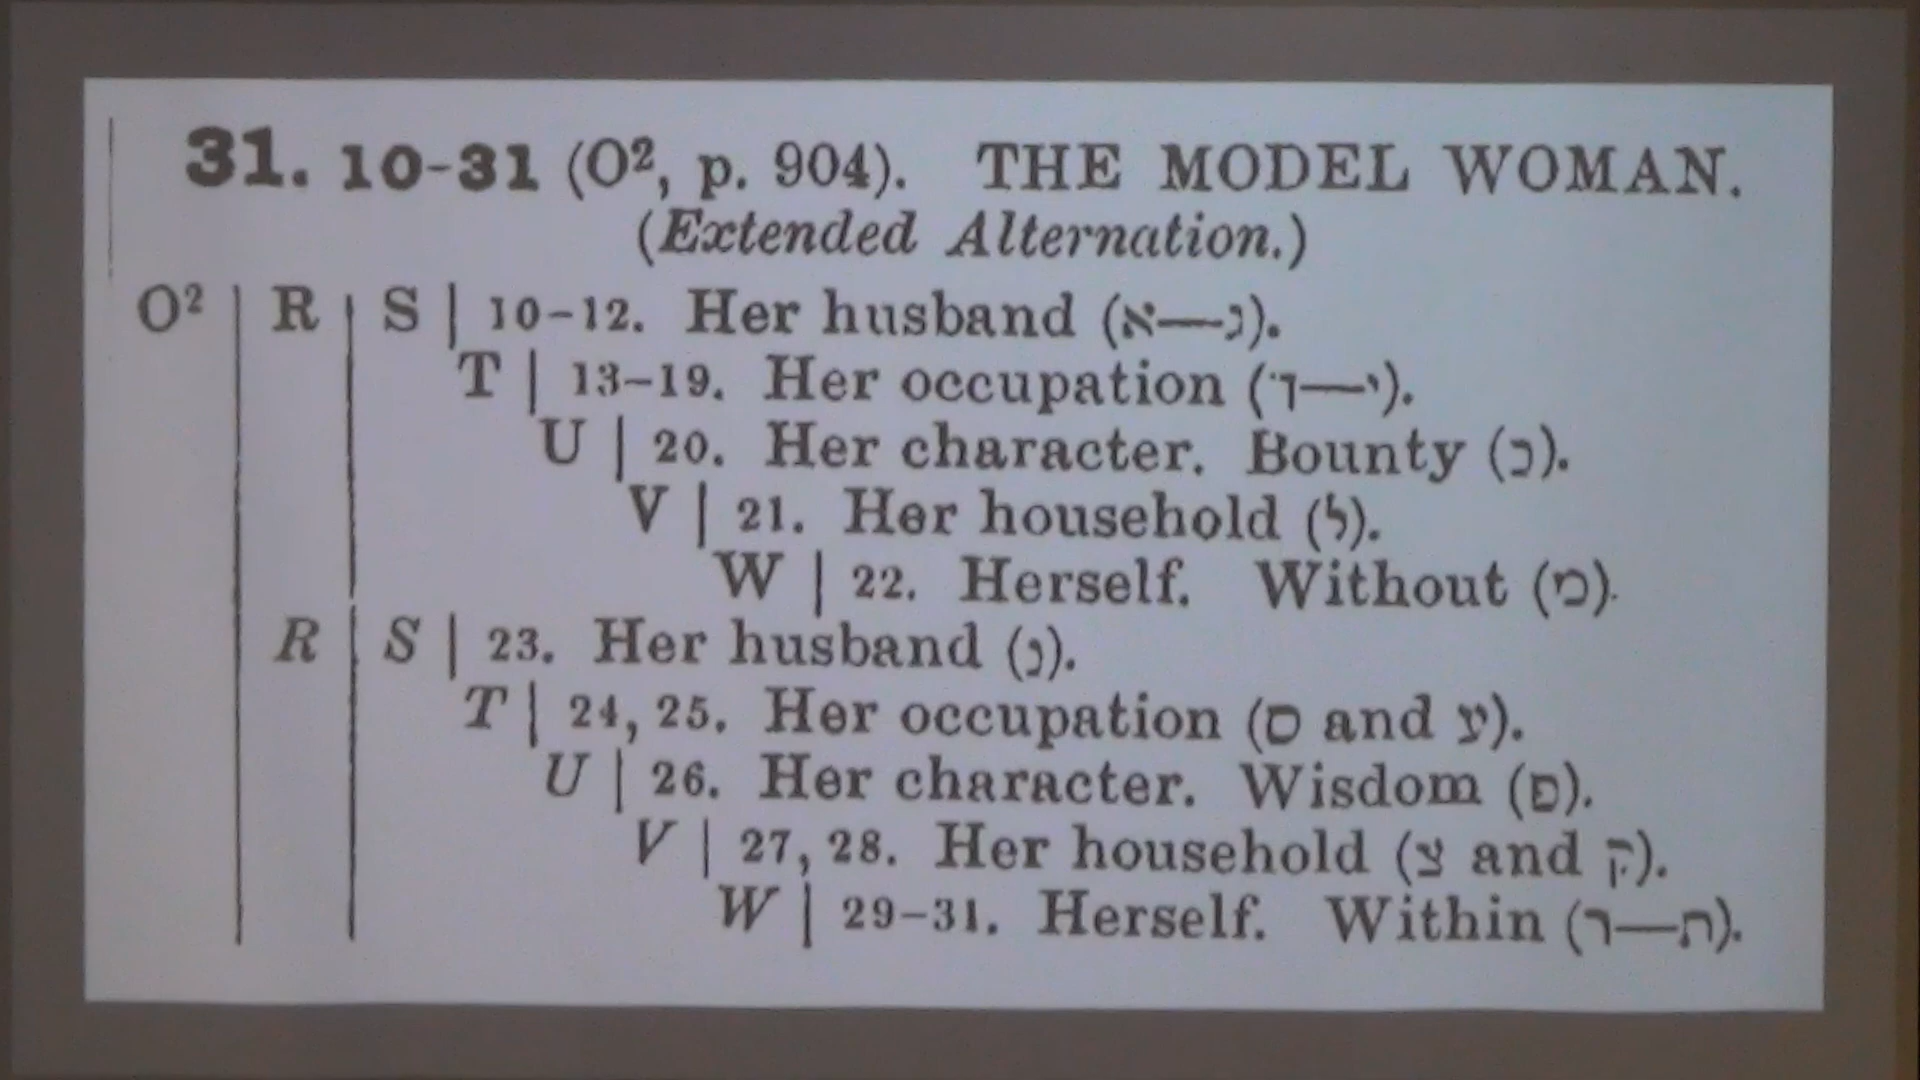 31. 10-31 (O², p. 904). THE MODEL WOMAN.
(Extended Alternation.)
O² | R | S | 10-12. Her husband (א—ג).
T | 13-19. Her occupation (ד—י).
U | 20. Her character. Bounty (כ).
V | 21. Her household (ל).
W | 22. Herself. Without (מ).
R | S | 23. Her husband (נ).
T | 24, 25. Her occupation (ס and ע).
U | 26. Her character. Wisdom (פ).
V | 27, 28. Her household (צ and ק).
W | 29-31. Herself. Within (ר—ת).